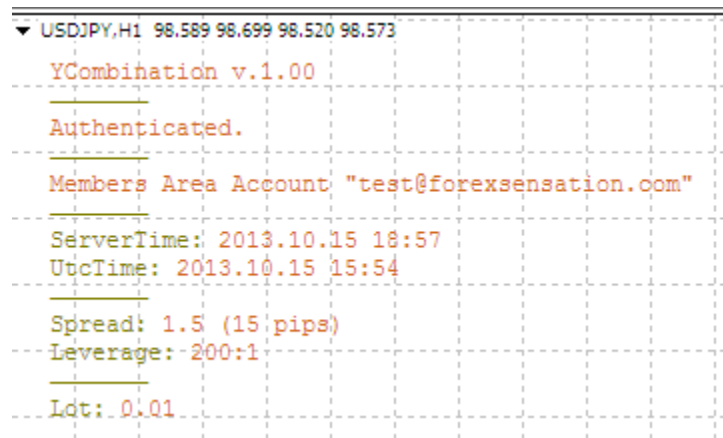 USDJPY,H1 98.589 98.699 98.520 98.573
YCombination v.1.00
Authenticated.
Members Area Account "test@forexsensation.com"
ServerTime: 2013.10.15 18:57
UtcTime: 2013.10.15 15:54
Spread: 1.5 (15 pips)
Leverage: 200:1
Lot: 0.01